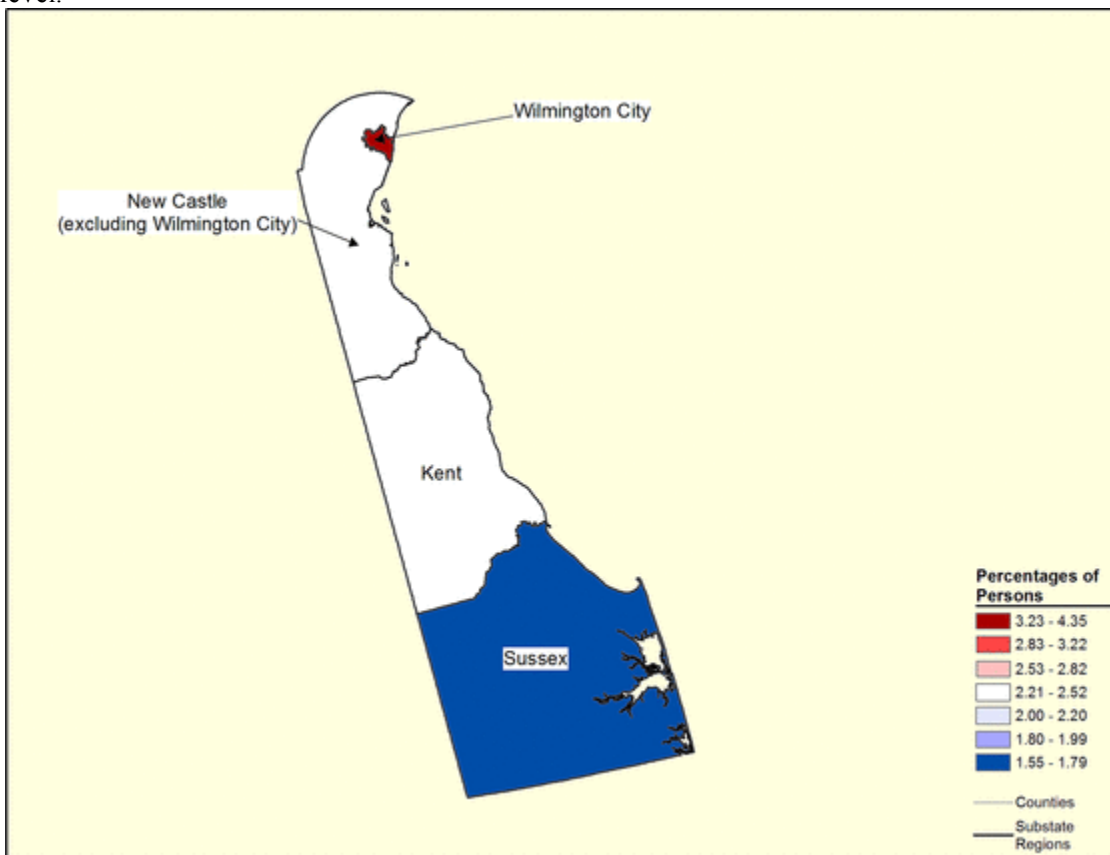 Wilmington City
New Castle
(excluding Wilmington City)
Kent
Sussex
Percentages of
Persons
3.23 - 4.35
2.83 - 3.22
2.53 - 2.82
2.21 - 2.52
2.00 - 2.20
1.80 - 1.99
1.55 - 1.79
Counties
Substate
Regions